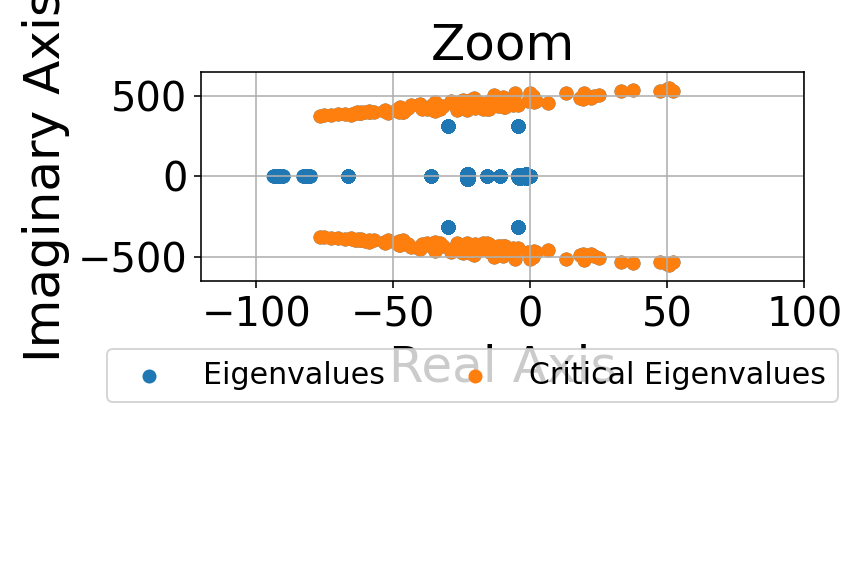 Zoom
Imaginary Axis
500
0
−500
−100 −50 0 50 100
Real Axis
Eigenvalues Critical Eigenvalues